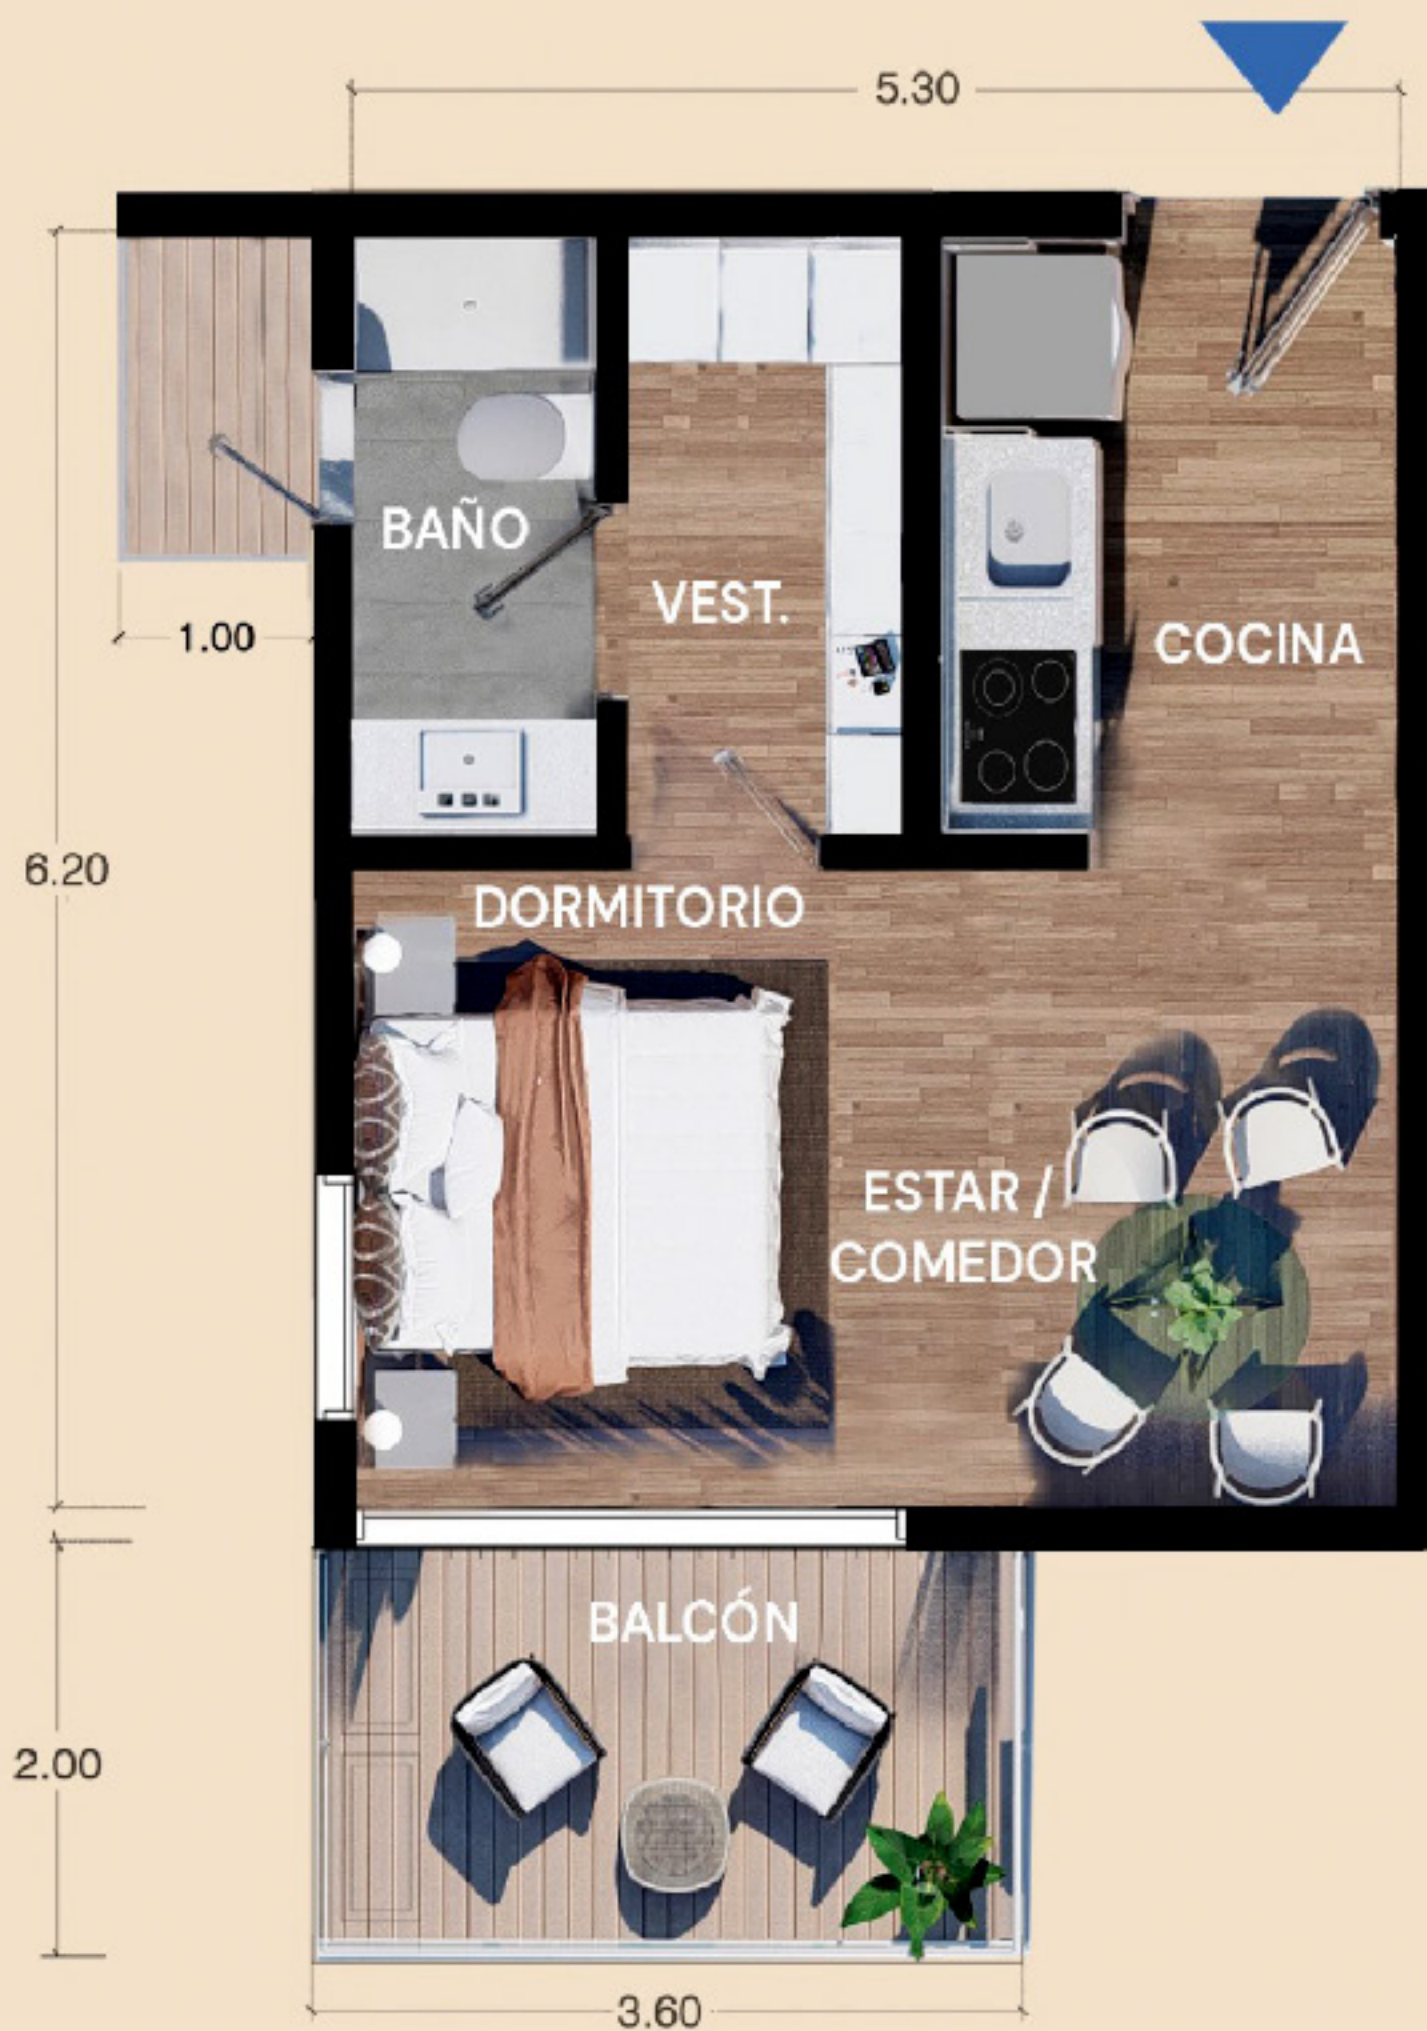 5.30
BAÑO
VEST.
COCINA
1.00
6.20
DORMITORIO
ESTAR /
COMEDOR
BALCÓN
2.00
3.60